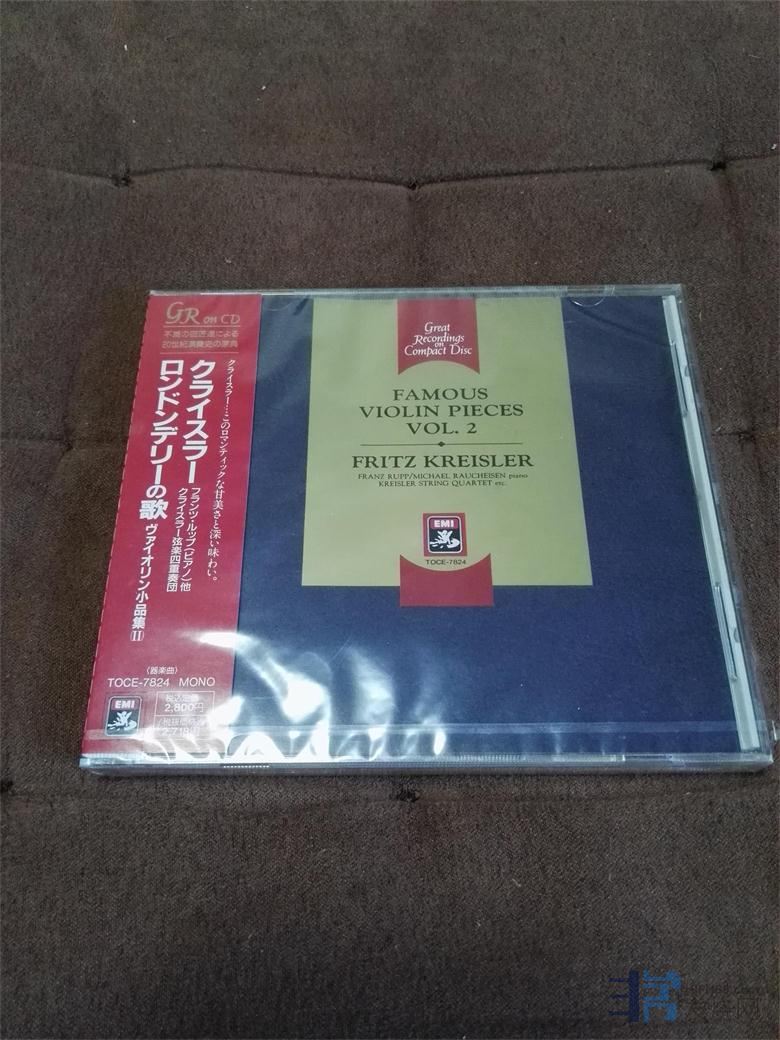 GR on CD
不滅の巨匠達による
20世紀演奏史の原典
クライスラー…このロマンティックな甘美さと深い味わい。
クライスラー
ロンドンデリーの歌 ヴァイオリン小品集II
フランツ・ルップ(ピアノ)他
クライスラー弦楽四重奏団
〈器楽曲〉
TOCE-7824 MONO
EMI
税込定価
2,800円
Great
Recordings
on
Compact Disc
FAMOUS
VIOLIN PIECES
VOL. 2
FRITZ KREISLER
FRANZ RUPP/MICHAEL RAUCHEISEN piano
KREISLER STRING QUARTET etc.
EMI
TOCE-7824
发烧网